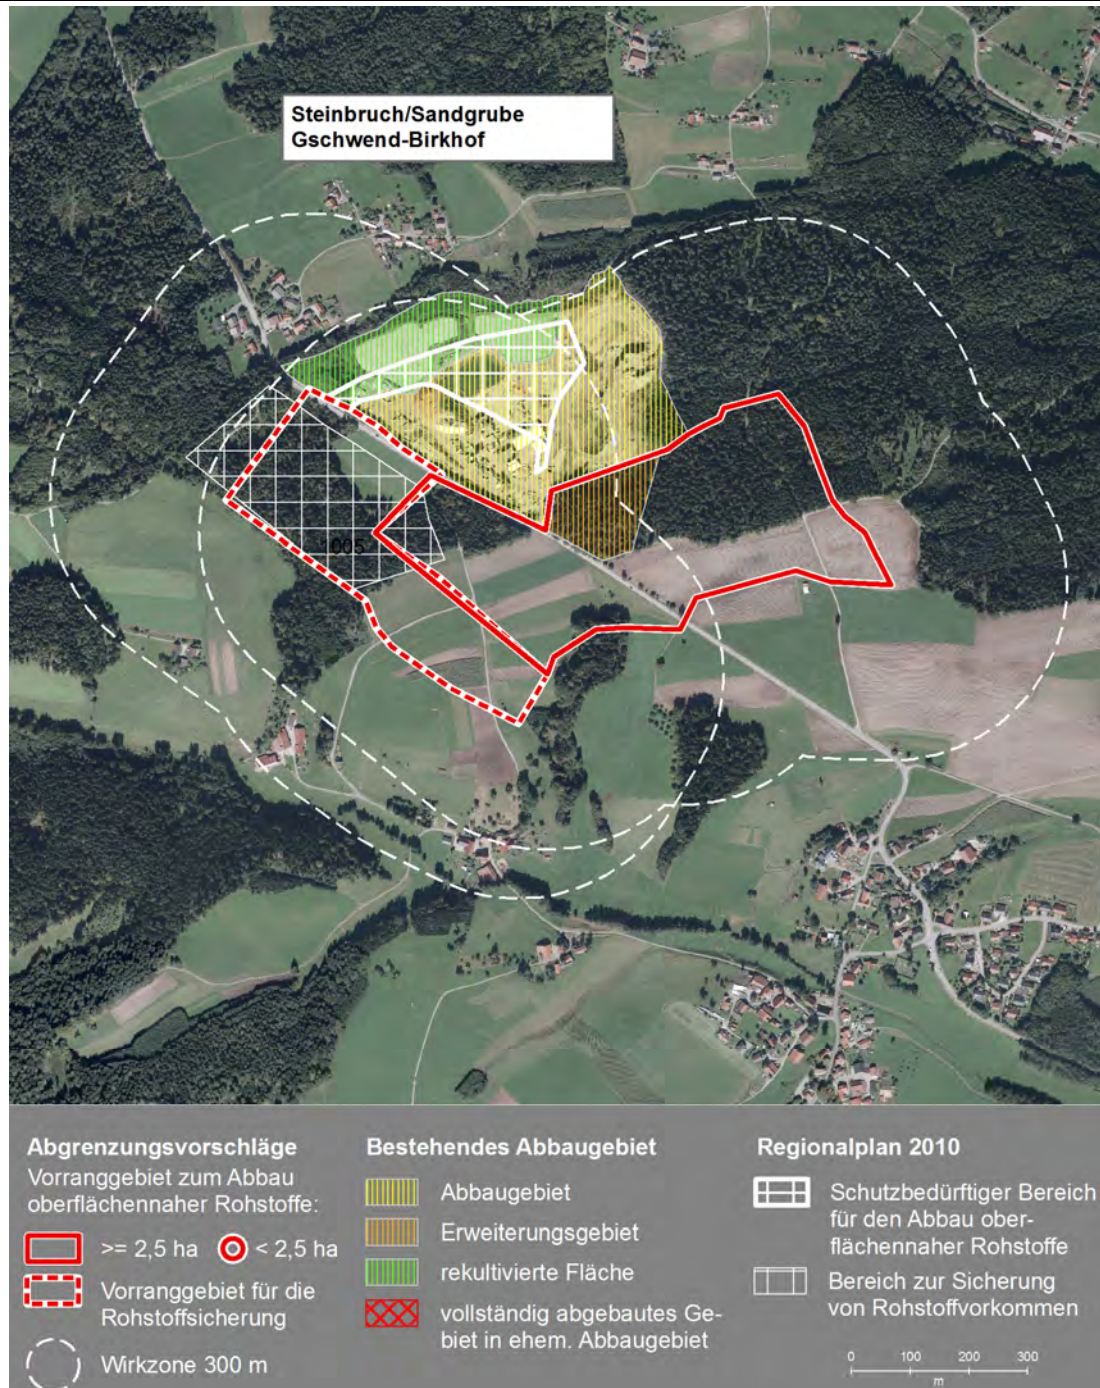 Steinbruch/Sandgrube
Gschwend-Birkhof
1005
Abgrenzungsvorschläge
Vorranggebiet zum Abbau
oberflächennaher Rohstoffe:
>= 2,5 ha
< 2,5 ha
Vorranggebiet für die
Rohstoffsicherung
Wirkzone 300 m
Bestehendes Abbaugebiet
Abbaugebiet
Erweiterungsgebiet
rekultivierte Fläche
vollständig abgebautes Ge-
biet in ehem. Abbaugebiet
Regionalplan 2010
Schutzbedürftiger Bereich
für den Abbau ober-
flächennaher Rohstoffe
Bereich zur Sicherung
von Rohstoffvorkommen
0 100 200 300
m